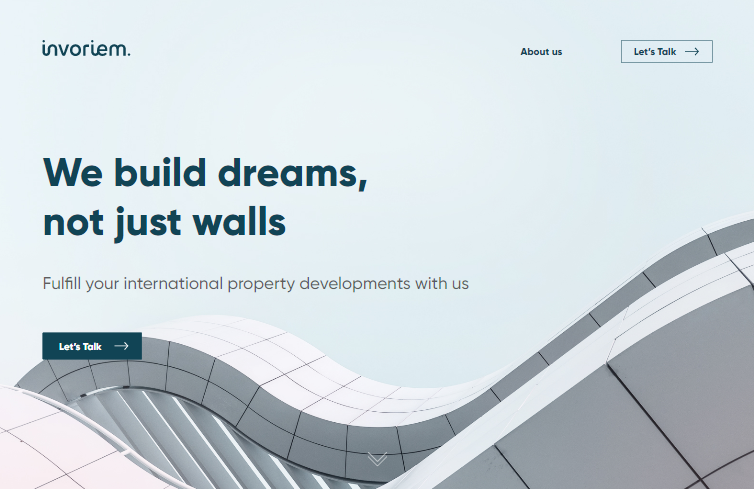 invoriem.
About us
Let's Talk
We build dreams,
not just walls
Fulfill your international property developments with us
Let's Talk